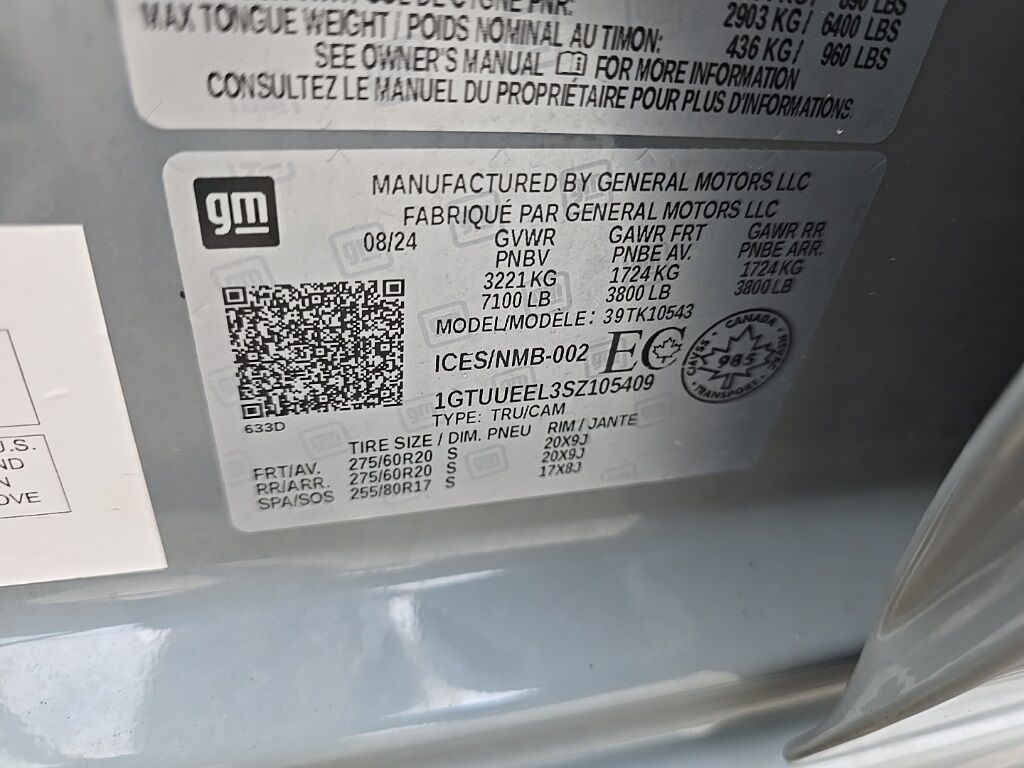 PNR:
890 LBS
2903 KG / 6400 LBS
MAX TONGUE WEIGHT / POIDS NOMINAL AU TIMON: 436 KG / 960 LBS
SEE OWNER'S MANUAL FOR MORE INFORMATION
CONSULTEZ LE MANUEL DU PROPRIÉTAIRE POUR PLUS D'INFORMATIONS.
gm
MANUFACTURED BY GENERAL MOTORS LLC
FABRIQUÉ PAR GENERAL MOTORS LLC
08/24 GVWR GAWR FRT GAWR RR
PNBV PNBE AV. PNBE ARR.
3221 KG 1724 KG 1724 KG
7100 LB 3800 LB 3800 LB
MODEL/MODÈLE: 39TK10543
ICES/NMB-002 EC
CANADA
985
TRANSPORT
1GTUUEEL3SZ105409
TYPE: TRU/CAM
633D
TIRE SIZE / DIM. PNEU RIM / JANTE
FRT/AV. 275/60R20 S 20X9J
RR/ARR. 275/60R20 S 20X9J
SPA/SOS 255/80R17 S 17X8J
U.S.
ND
N
OVE